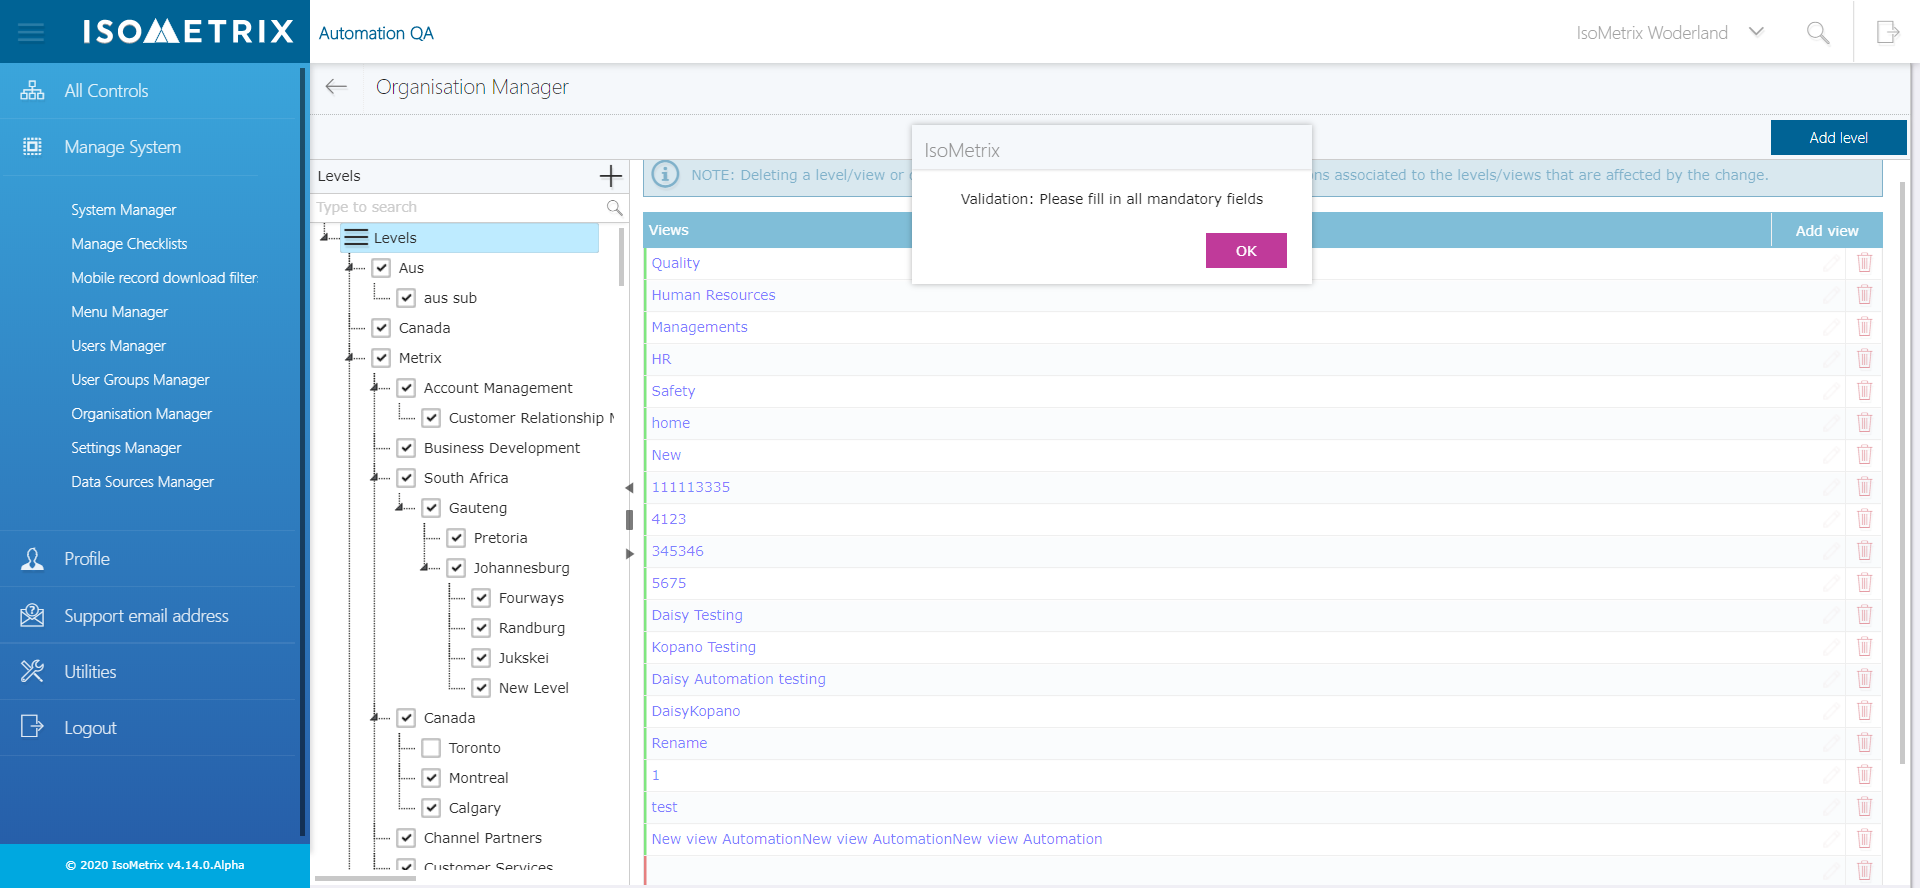 ISOMETRIX
Automation QA
IsoMetrix Woderland
All Controls
Manage System
System Manager
Manage Checklists
Mobile record download filter
Menu Manager
Users Manager
User Groups Manager
Organisation Manager
Settings Manager
Data Sources Manager
Profile
Support email address
Utilities
Logout
© 2020 IsoMetrix v4.14.0.Alpha
Organisation Manager
Add level
Levels
Type to search
Levels
Aus
aus sub
Canada
Metrix
Account Management
Customer Relationship
Business Development
South Africa
Gauteng
Pretoria
Johannesburg
Fourways
Randburg
Jukskei
New Level
Canada
Toronto
Montreal
Calgary
Channel Partners
Customer Services
NOTE: Deleting a level/view or
associated to the levels/views that are affected by the change.
IsoMetrix
Validation: Please fill in all mandatory fields
OK
Views
Add view
Quality
Human Resources
Managements
HR
Safety
home
New
111113335
4123
345346
5675
Daisy Testing
Kopano Testing
Daisy Automation testing
DaisyKopano
Rename
1
test
New view AutomationNew view AutomationNew view Automation